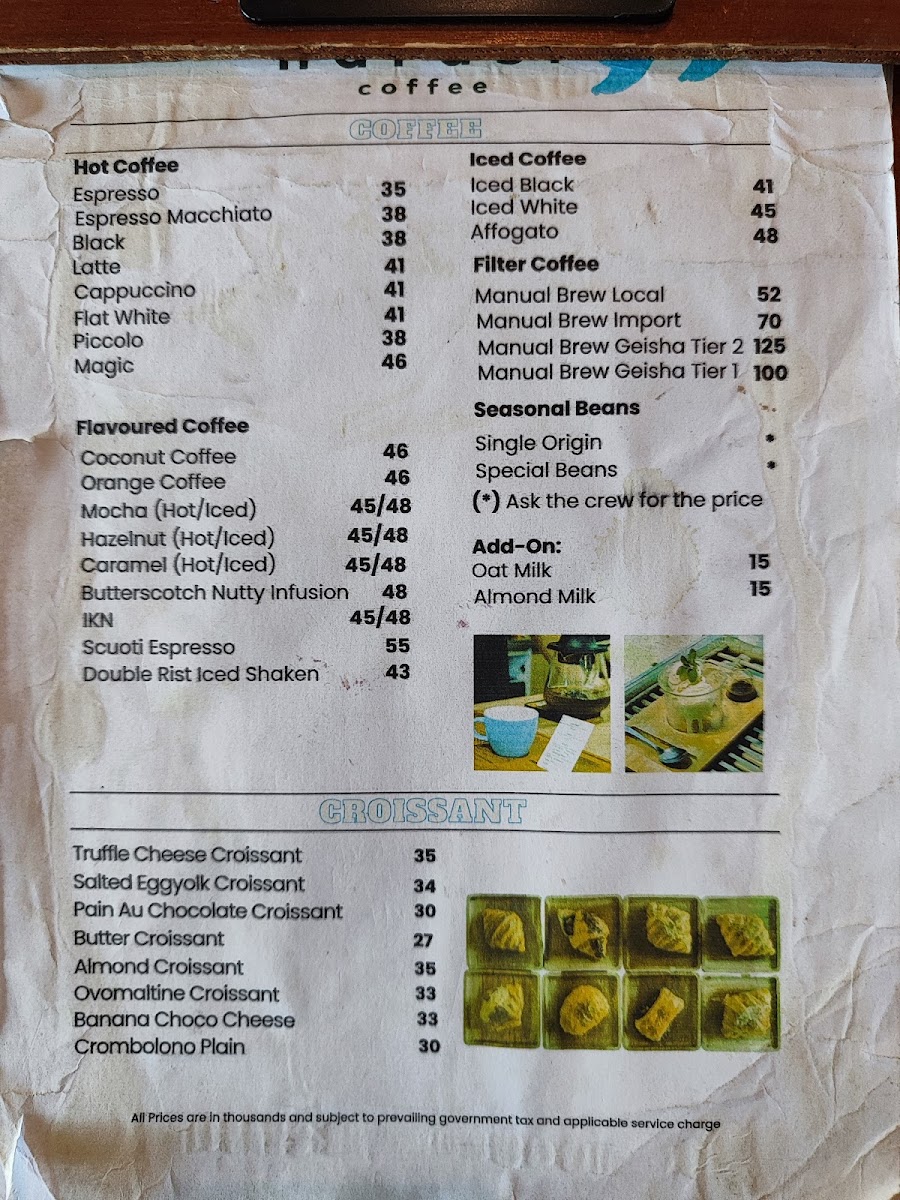 coffee
COFFEE
Hot Coffee
Espresso 35
Espresso Macchiato 38
Black 38
Latte 41
Cappuccino 41
Flat White 41
Piccolo 38
Magic 46
Flavoured Coffee
Coconut Coffee 46
Orange Coffee 46
Mocha (Hot/Iced) 45/48
Hazelnut (Hot/Iced) 45/48
Caramel (Hot/Iced) 45/48
Butterscotch Nutty Infusion 48
IKN 45/48
Scuoti Espresso 55
Double Rist Iced Shaken 43
Iced Coffee
Iced Black 41
Iced White 45
Affogato 48
Filter Coffee
Manual Brew Local 52
Manual Brew Import 70
Manual Brew Geisha Tier 2 125
Manual Brew Geisha Tier 1 100
Seasonal Beans
Single Origin *
Special Beans *
(*) Ask the crew for the price
Add-On:
Oat Milk 15
Almond Milk 15
CROISSANT
Truffle Cheese Croissant 35
Salted Eggyolk Croissant 34
Pain Au Chocolate Croissant 30
Butter Croissant 27
Almond Croissant 35
Ovomaltine Croissant 33
Banana Choco Cheese 33
Crombolono Plain 30
All Prices are in thousands and subject to prevailing government tax and applicable service charge